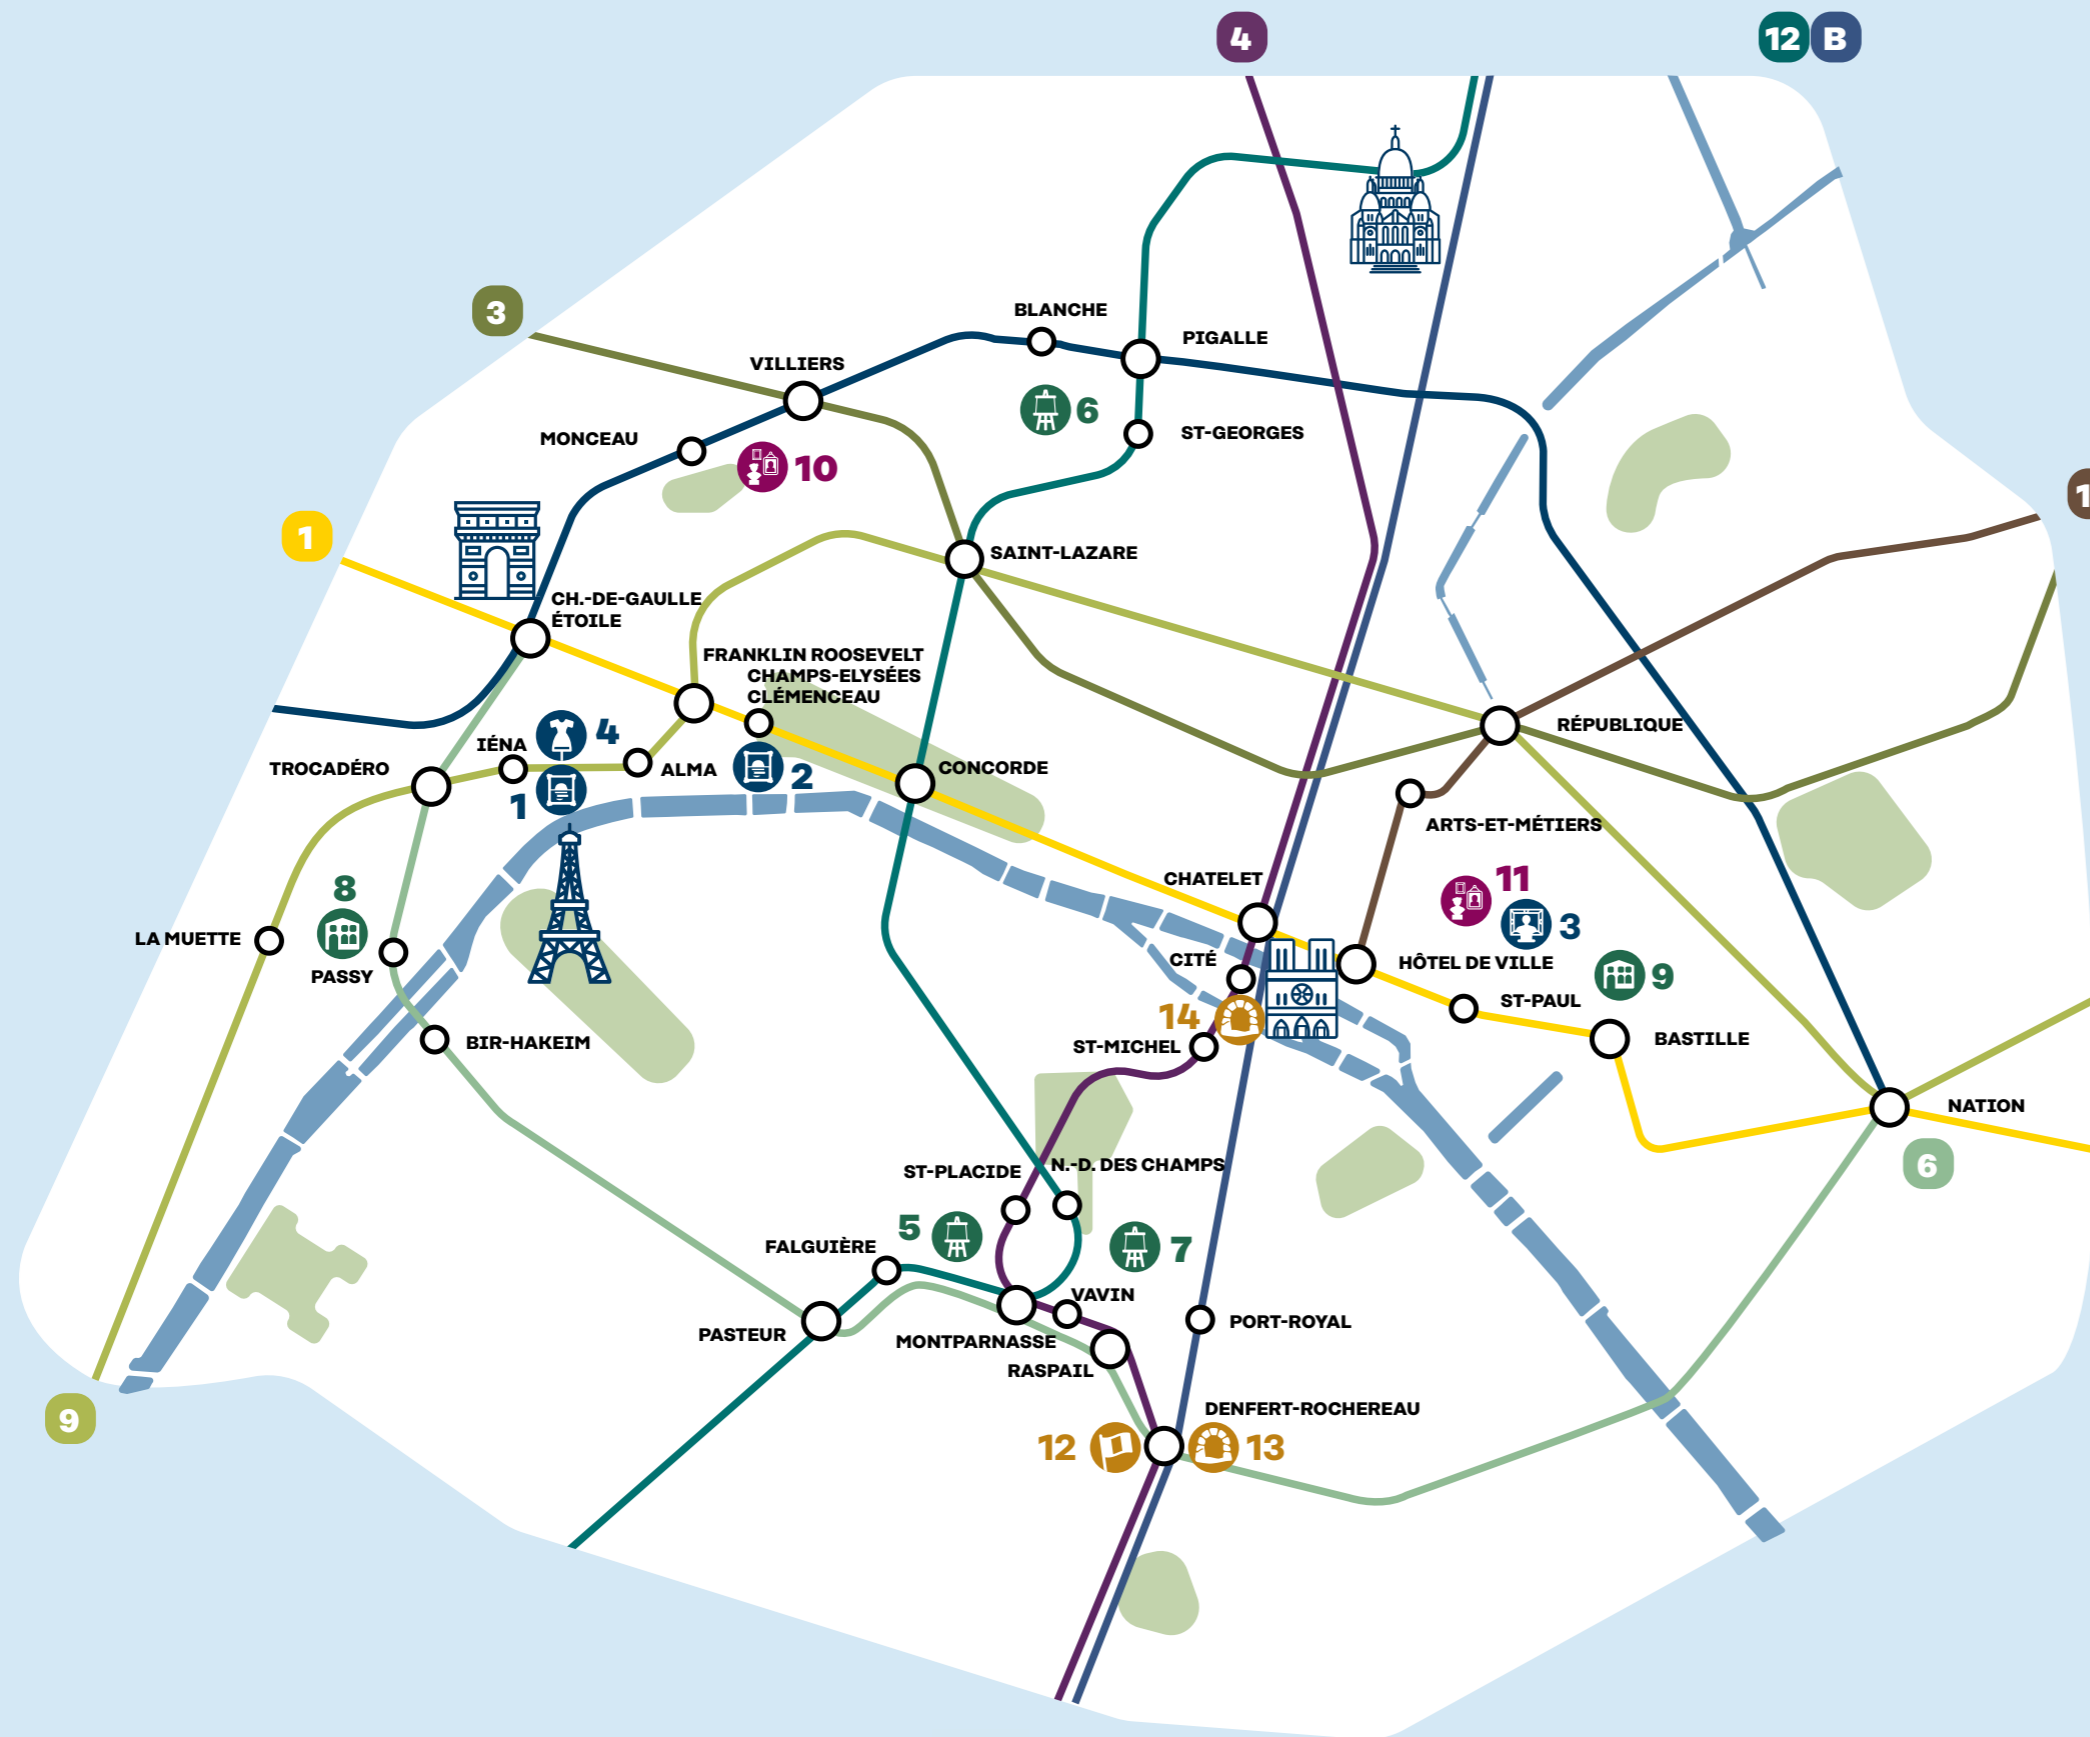 4
12 B
BLANCHE
3
PIGALLE
VILLIERS
6
ST-GEORGES
MONCEAU
10
1
1
SAINT-LAZARE
CH.-DE-GAULLE
ÉTOILE
FRANKLIN ROOSEVELT
CHAMPS-ELYSÉES
CLÉMENCEAU
RÉPUBLIQUE
4
IÉNA
TROCADÉRO
ALMA
2
CONCORDE
1
ARTS-ET-MÉTIERS
CHATELET
11
8
3
LA MUETTE
CITÉ
HÔTEL DE VILLE
PASSY
9
ST-PAUL
14
BIR-HAKEIM
ST-MICHEL
BASTILLE
NATION
6
ST-PLACIDE
N.-D. DES CHAMPS
5
FALGUIÈRE
7
VAVIN
PORT-ROYAL
PASTEUR
MONTPARNASSE
RASPAIL
DENFERT-ROCHEREAU
9
12
13